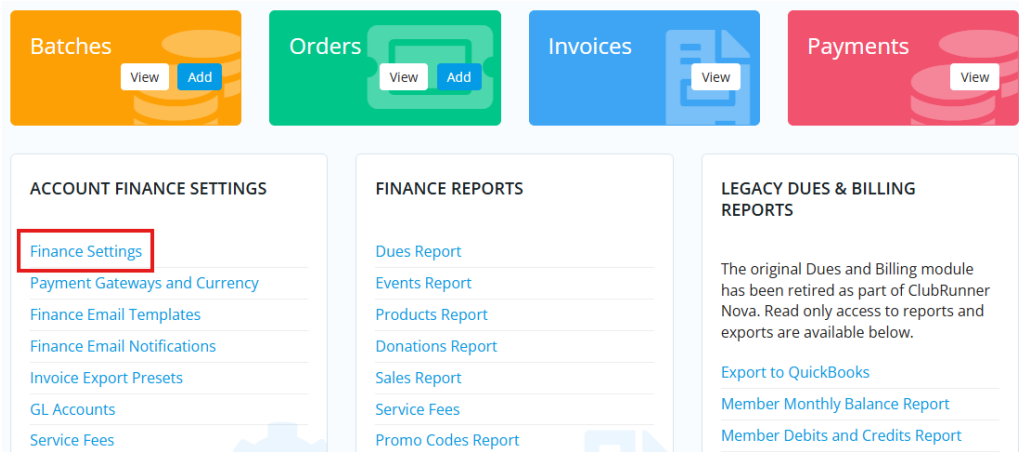 Batches
View
Add
Orders
View
Add
Invoices
View
Payments
View
ACCOUNT FINANCE SETTINGS
Finance Settings
Payment Gateways and Currency
Finance Email Templates
Finance Email Notifications
Invoice Export Presets
GL Accounts
Service Fees
FINANCE REPORTS
Dues Report
Events Report
Products Report
Donations Report
Sales Report
Service Fees
Promo Codes Report
LEGACY DUES & BILLING
REPORTS
The original Dues and Billing module
has been retired as part of ClubRunner
Nova. Read only access to reports and
exports are available below.
Export to QuickBooks
Member Monthly Balance Report
Member Debits and Credits Report